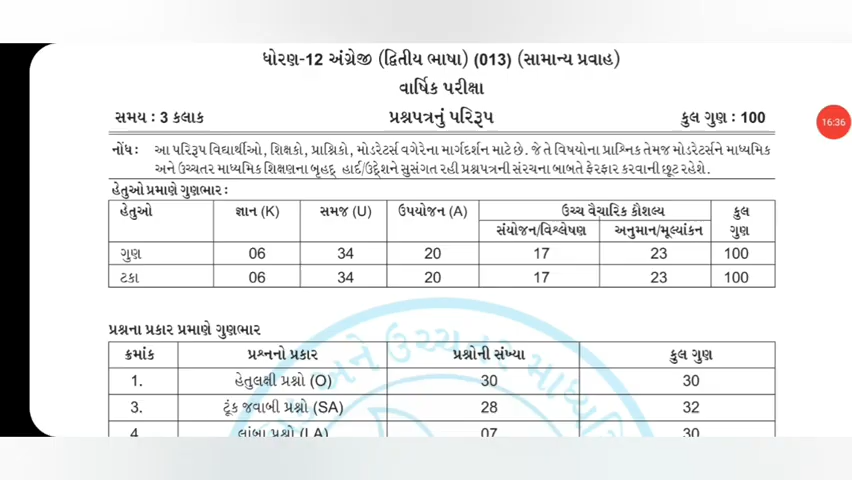 ધોરણ-12 અંગ્રેજી (દ્વિતીય ભાષા) (013) (સામાન્ય પ્રવાહ)
વાર્ષિક પરીક્ષા
સમય : 3 કલાક પ્રશ્નપત્રનું પરિરૂપ કુલ ગુણ : 100
16:36
નોંધ : આ પરિરૂપ વિદ્યાર્થીઓ, શિક્ષકો, પ્રાશ્નિકો, મોડરેટર્સ વગેરેના માર્ગદર્શન માટે છે. જે તે વિષયોના પ્રાશ્નિક તેમજ મોડરેટર્સને માધ્યમિક
અને ઉચ્ચતર માધ્યમિક શિક્ષણના બૃહદ્ હાર્દ/ઉદ્દેશને સુસંગત રહી પ્રશ્નપત્રની સંરચના બાબતે ફેરફાર કરવાની છૂટ રહેશે.
હેતુઓ પ્રમાણે ગુણભાર :
હેતુઓ જ્ઞાન (K) સમજ (U) ઉપયોજન (A) ઉચ્ચ વૈચારિક કૌશલ્ય કુલ
સંયોજન/વિશ્લેષણ અનુમાન/મૂલ્યાંકન ગુણ
ગુણ 06 34 20 17 23 100
ટકા 06 34 20 17 23 100
પ્રશ્નના પ્રકાર પ્રમાણે ગુણભાર
ક્રમાંક પ્રશ્નનો પ્રકાર પ્રશ્નોની સંખ્યા કુલ ગુણ
1. હેતુલક્ષી પ્રશ્નો (O) 30 30
3. ટૂંક જવાબી પ્રશ્નો (SA) 28 32
4. લાંબા પ્રશ્નો (LA) 07 30